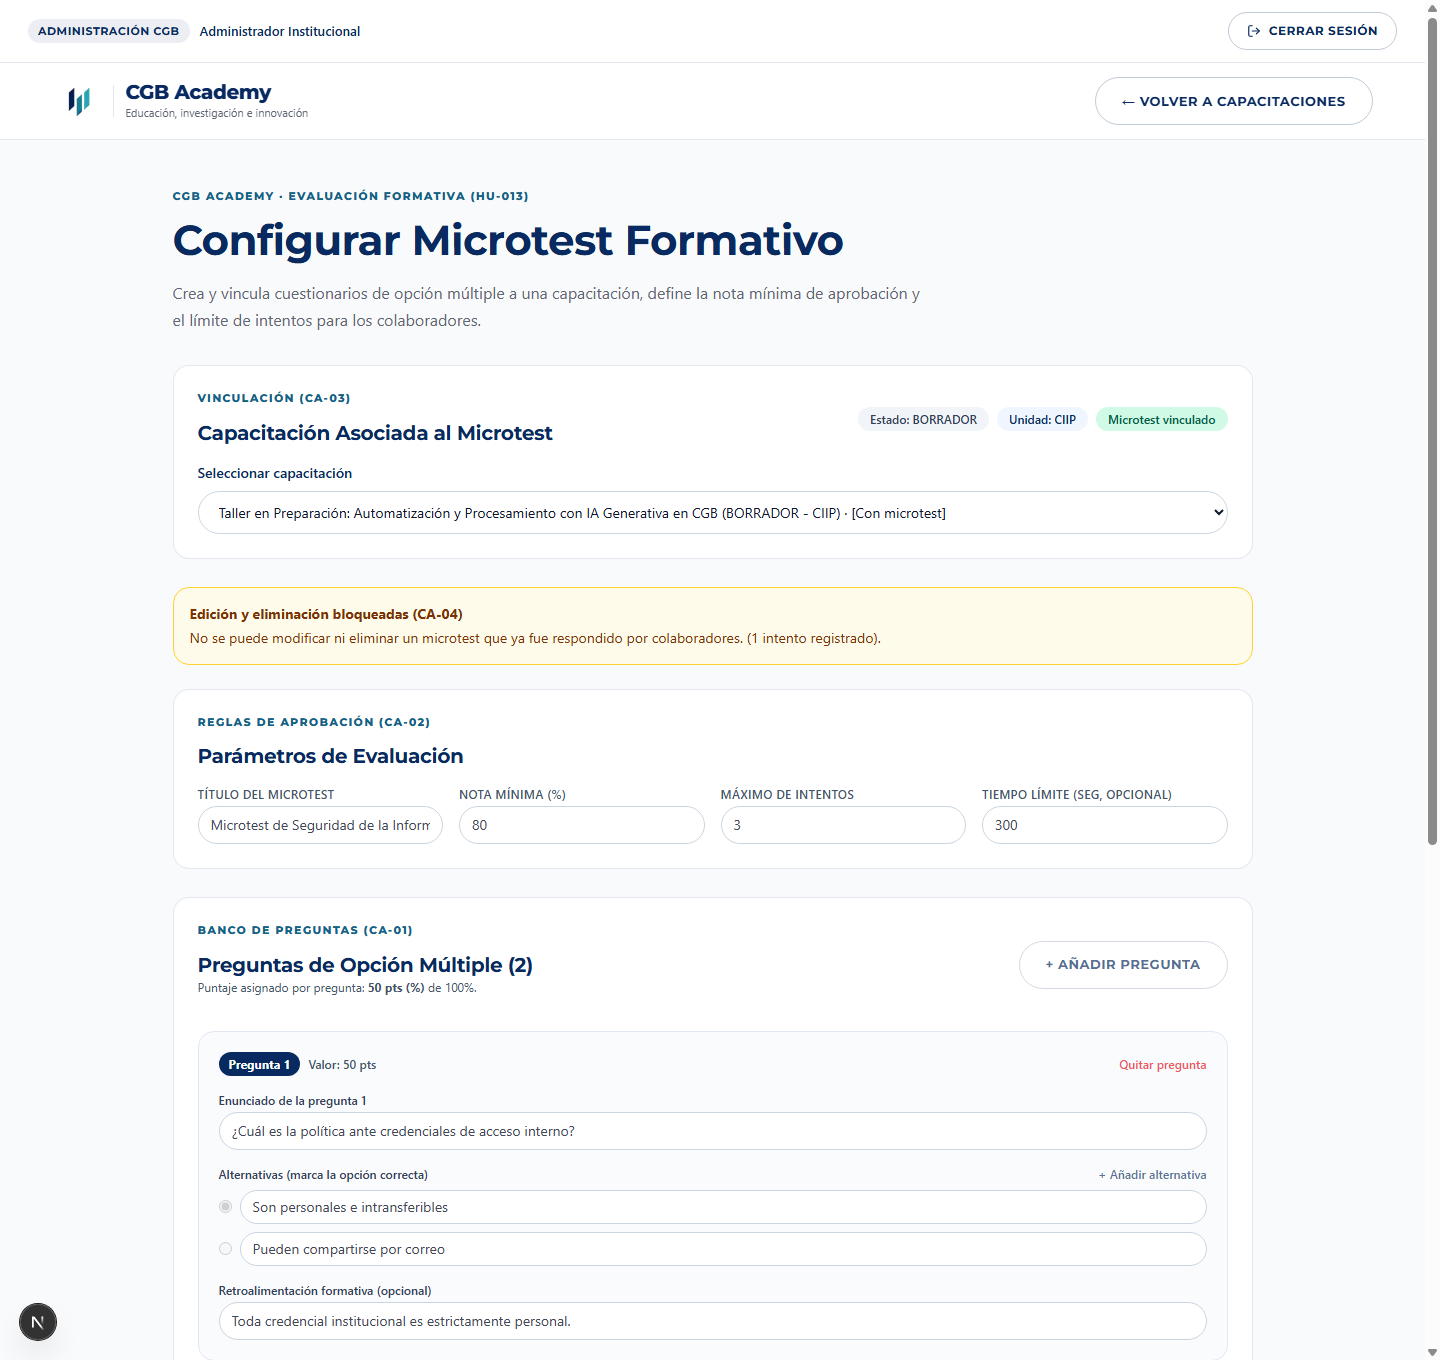 ADMINISTRACIÓN CGB Administrador Institucional
CERRAR SESIÓN
CGB Academy
Educación, investigación e innovación
← VOLVER A CAPACITACIONES
CGB ACADEMY · EVALUACIÓN FORMATIVA (HU-013)
Configurar Microtest Formativo
Crea y vincula cuestionarios de opción múltiple a una capacitación, define la nota mínima de aprobación y
el límite de intentos para los colaboradores.
VINCULACIÓN (CA-03)
Capacitación Asociada al Microtest
Estado: BORRADOR Unidad: CIIP Microtest vinculado
Seleccionar capacitación
Taller en Preparación: Automatización y Procesamiento con IA Generativa en CGB (BORRADOR - CIIP) · [Con microtest]
Edición y eliminación bloqueadas (CA-04)
No se puede modificar ni eliminar un microtest que ya fue respondido por colaboradores. (1 intento registrado).
REGLAS DE APROBACIÓN (CA-02)
Parámetros de Evaluación
TÍTULO DEL MICROTEST NOTA MÍNIMA (%) MÁXIMO DE INTENTOS TIEMPO LÍMITE (SEG, OPCIONAL)
Microtest de Seguridad de la Inform 80 3 300
BANCO DE PREGUNTAS (CA-01)
Preguntas de Opción Múltiple (2)
Puntaje asignado por pregunta: 50 pts (%) de 100%.
+ AÑADIR PREGUNTA
Pregunta 1 Valor: 50 pts Quitar pregunta
Enunciado de la pregunta 1
¿Cuál es la política ante credenciales de acceso interno?
Alternativas (marca la opción correcta) + Añadir alternativa
Son personales e intransferibles
Pueden compartirse por correo
Retroalimentación formativa (opcional)
Toda credencial institucional es estrictamente personal.
N